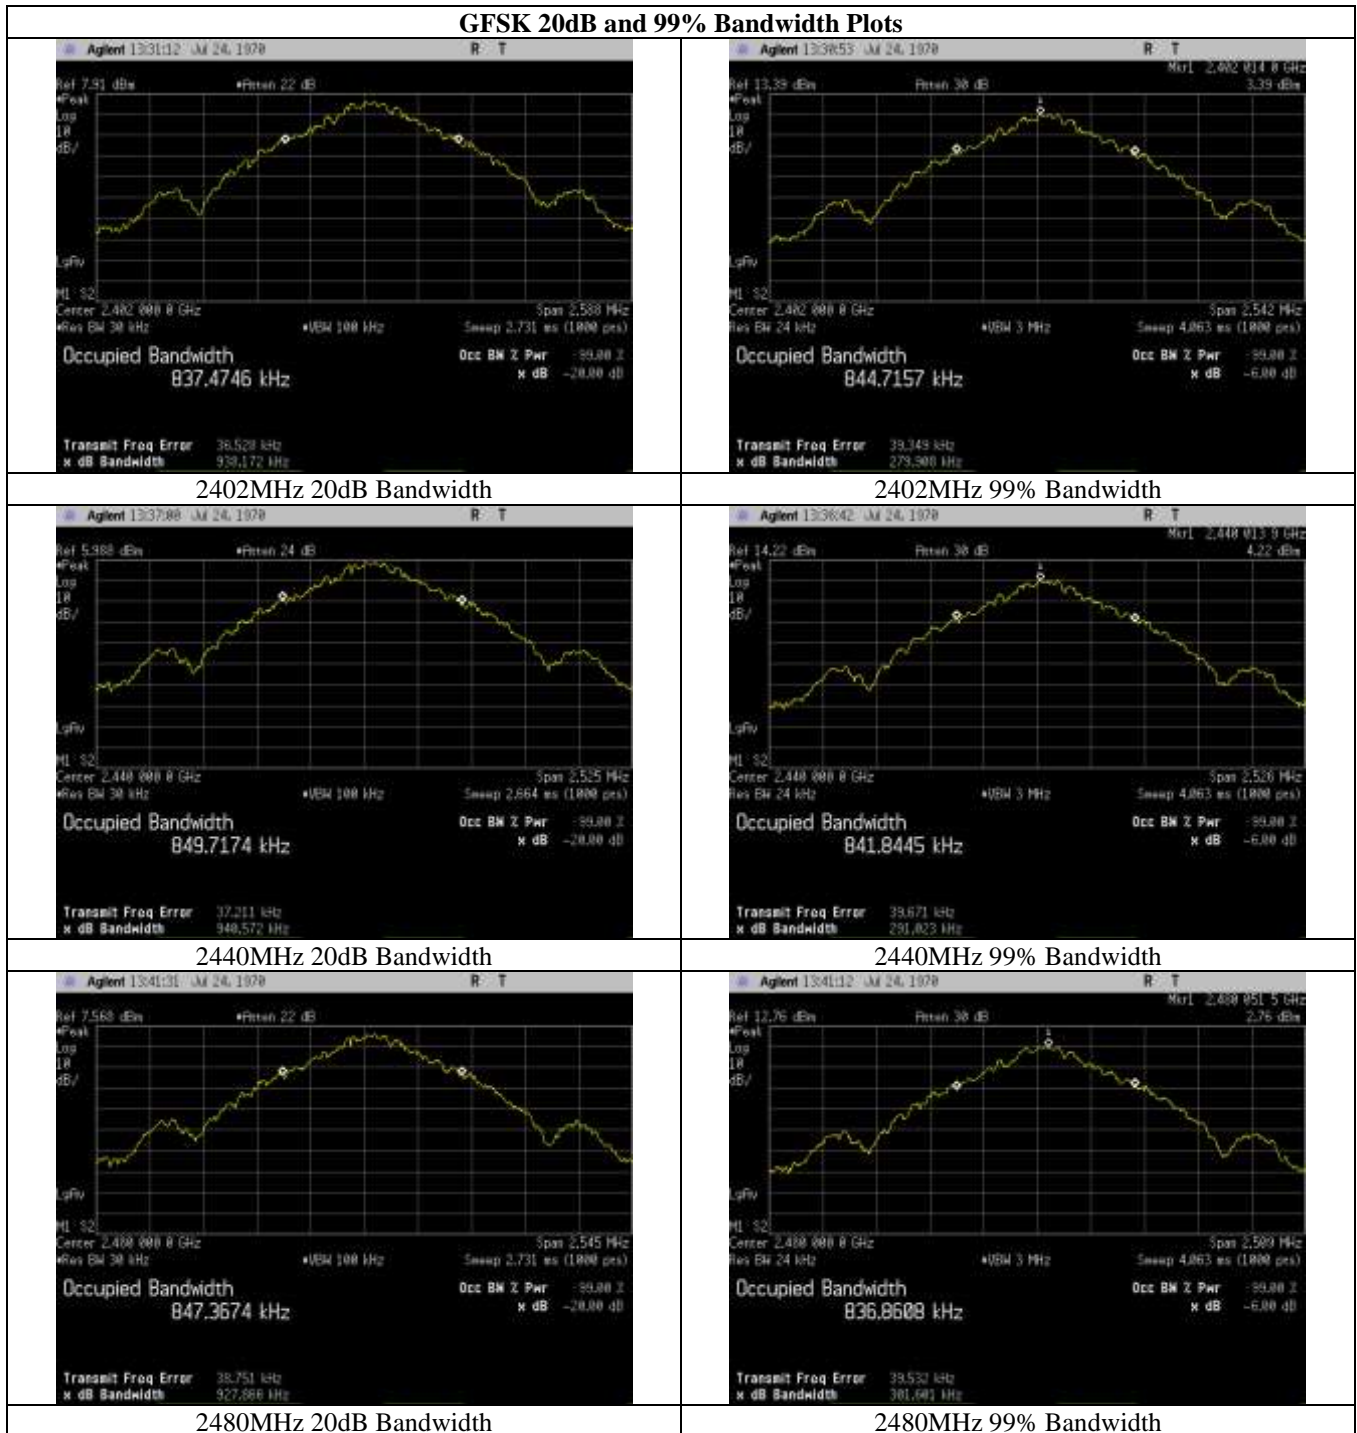 GFSK 20dB and 99% Bandwidth Plots
Agilent 13:31:12 Jul 24, 1970 R T
Ref 7.91 dBm #Atten 22 dB
#Peak
Log
10
dB/
LgAv
M1 S2
Center 2.402 000 0 GHz Span 2.588 MHz
#Res BW 30 kHz #VBW 100 kHz Sweep 2.731 ms (1000 pts)
Occupied Bandwidth Occ BW % Pwr 99.00 %
837.4746 kHz x dB -20.00 dB
Transmit Freq Error 36.528 kHz
x dB Bandwidth 938.172 kHz
2402MHz 20dB Bandwidth
Agilent Jul 24, 1970 R T
Mkr1 2.402 014 0 GHz
Ref 13.39 dBm Atten 30 dB 3.39 dBm
#Peak
Log
10
dB/
1
LgAv
M1 S2
Center 2.402 000 0 GHz Span 2.542 MHz
Res BW 24 kHz #VBW 3 MHz Sweep 4.063 ms (1000 pts)
Occupied Bandwidth Occ BW % Pwr 99.00 %
844.7157 kHz x dB -6.00 dB
Transmit Freq Error 39.349 kHz
x dB Bandwidth 279.908 kHz
2402MHz 99% Bandwidth
Agilent Jul 24, 1970 R T
Ref 5.988 dBm #Atten 24 dB
#Peak
Log
10
dB/
LgAv
M1 S2
Center 2.440 000 0 GHz Span 2.525 MHz
#Res BW 30 kHz #VBW 100 kHz Sweep 2.664 ms (1000 pts)
Occupied Bandwidth Occ BW % Pwr 99.00 %
849.7174 kHz x dB -20.00 dB
Transmit Freq Error 37.211 kHz
x dB Bandwidth 940.572 kHz
2440MHz 20dB Bandwidth
Agilent Jul 24, 1970 R T
Mkr1 2.440 013 9 GHz
Ref 14.22 dBm Atten 30 dB 4.22 dBm
#Peak
Log
10
dB/
1
LgAv
M1 S2
Center 2.440 000 0 GHz Span 2.526 MHz
Res BW 24 kHz #VBW 3 MHz Sweep 4.063 ms (1000 pts)
Occupied Bandwidth Occ BW % Pwr 99.00 %
841.8445 kHz x dB -6.00 dB
Transmit Freq Error 39.671 kHz
x dB Bandwidth 291.023 kHz
2440MHz 99% Bandwidth
Agilent 13:41:31 Jul 24, 1970 R T
Ref 7.568 dBm #Atten 22 dB
#Peak
Log
10
dB/
LgAv
M1 S2
Center 2.480 000 0 GHz Span 2.545 MHz
#Res BW 30 kHz #VBW 100 kHz Sweep 2.731 ms (1000 pts)
Occupied Bandwidth Occ BW % Pwr 99.00 %
847.3674 kHz x dB -20.00 dB
Transmit Freq Error 38.751 kHz
x dB Bandwidth kHz
2480MHz 20dB Bandwidth
Agilent 13:41:12 Jul 24, 1970 R T
Mkr1 2.480 051 5 GHz
Ref 12.76 dBm Atten 30 dB 2.76 dBm
#Peak
Log
10
dB/
1
LgAv
M1 S2
Center 2.480 000 0 GHz Span 2.509 MHz
Res BW 24 kHz #VBW 3 MHz Sweep 4.063 ms (1000 pts)
Occupied Bandwidth Occ BW % Pwr 99.00 %
836.8608 kHz x dB -6.00 dB
Transmit Freq Error 39.532 kHz
x dB Bandwidth 301.601 kHz
2480MHz 99% Bandwidth